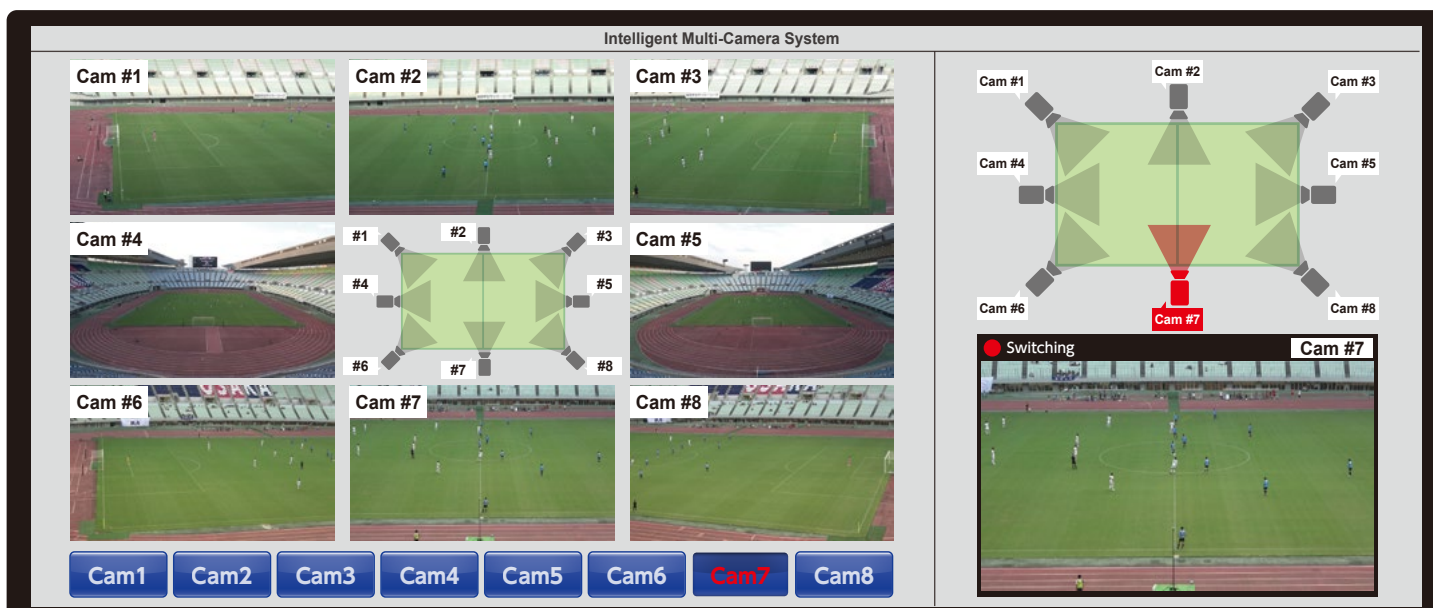 Intelligent Multi-Camera System
Cam #1
Cam #2
Cam #3
Cam #4
#1
#2
#3
#4
#5
#6
#7
#8
Cam #5
OSAKA
Cam #6
Cam #7
Cam #8
Cam1
Cam2
Cam3
Cam4
Cam5
Cam6
Cam7
Cam8
Cam #1
Cam #2
Cam #3
Cam #4
Cam #5
Cam #6
Cam #7
Cam #8
Switching
Cam #7